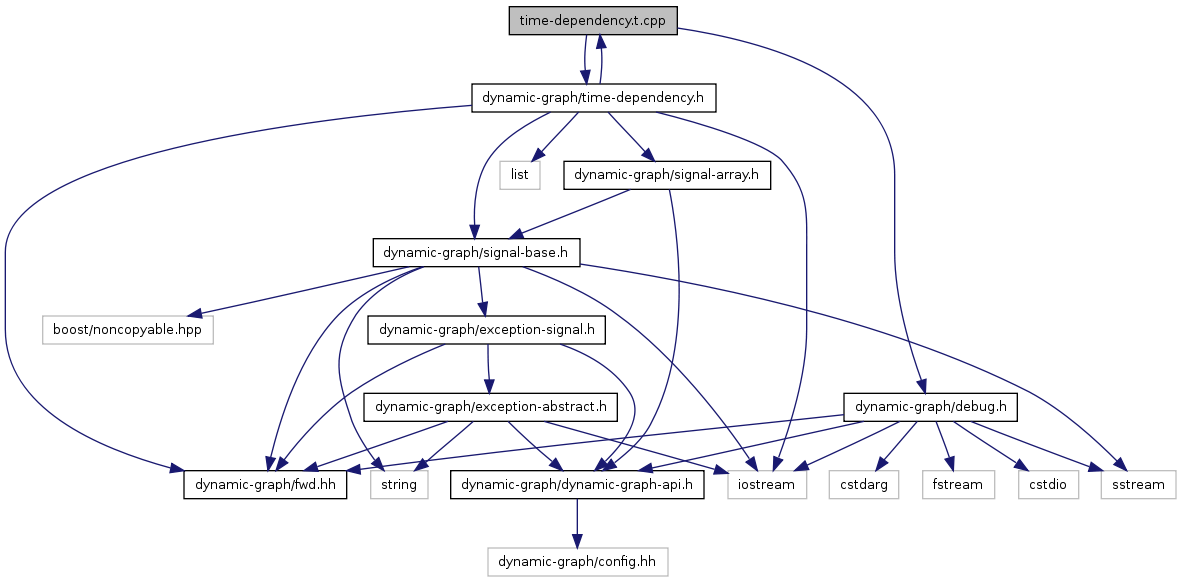 time-dependency.t.cpp
dynamic-graph/time-dependency.h
list
dynamic-graph/signal-array.h
dynamic-graph/signal-base.h
boost/noncopyable.hpp
dynamic-graph/exception-signal.h
dynamic-graph/exception-abstract.h
dynamic-graph/debug.h
dynamic-graph/fwd.hh
string
dynamic-graph/dynamic-graph-api.h
iostream
cstdarg
fstream
cstdio
sstream
dynamic-graph/config.hh